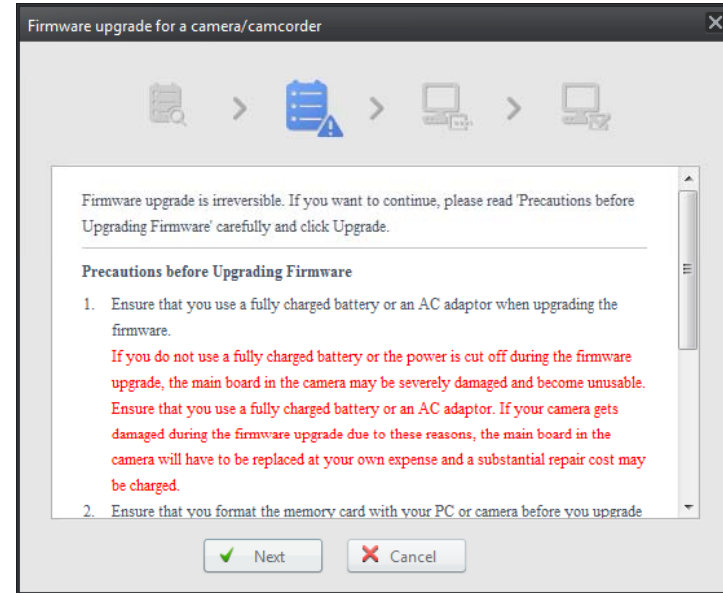 Firmware upgrade for a camera/camcorder
Firmware upgrade is irreversible. If you want to continue, please read 'Precautions before
Upgrading Firmware' carefully and click Upgrade.
Precautions before Upgrading Firmware
1. Ensure that you use a fully charged battery or an AC adaptor when upgrading the
firmware.
If you do not use a fully charged battery or the power is cut off during the firmware
upgrade, the main board in the camera may be severely damaged and become unusable.
Ensure that you use a fully charged battery or an AC adaptor. If your camera gets
damaged during the firmware upgrade due to these reasons, the main board in the
camera will have to be replaced at your own expense and a substantial repair cost may
be charged.
2. Ensure that you format the memory card with your PC or camera before you upgrade
Next
Cancel